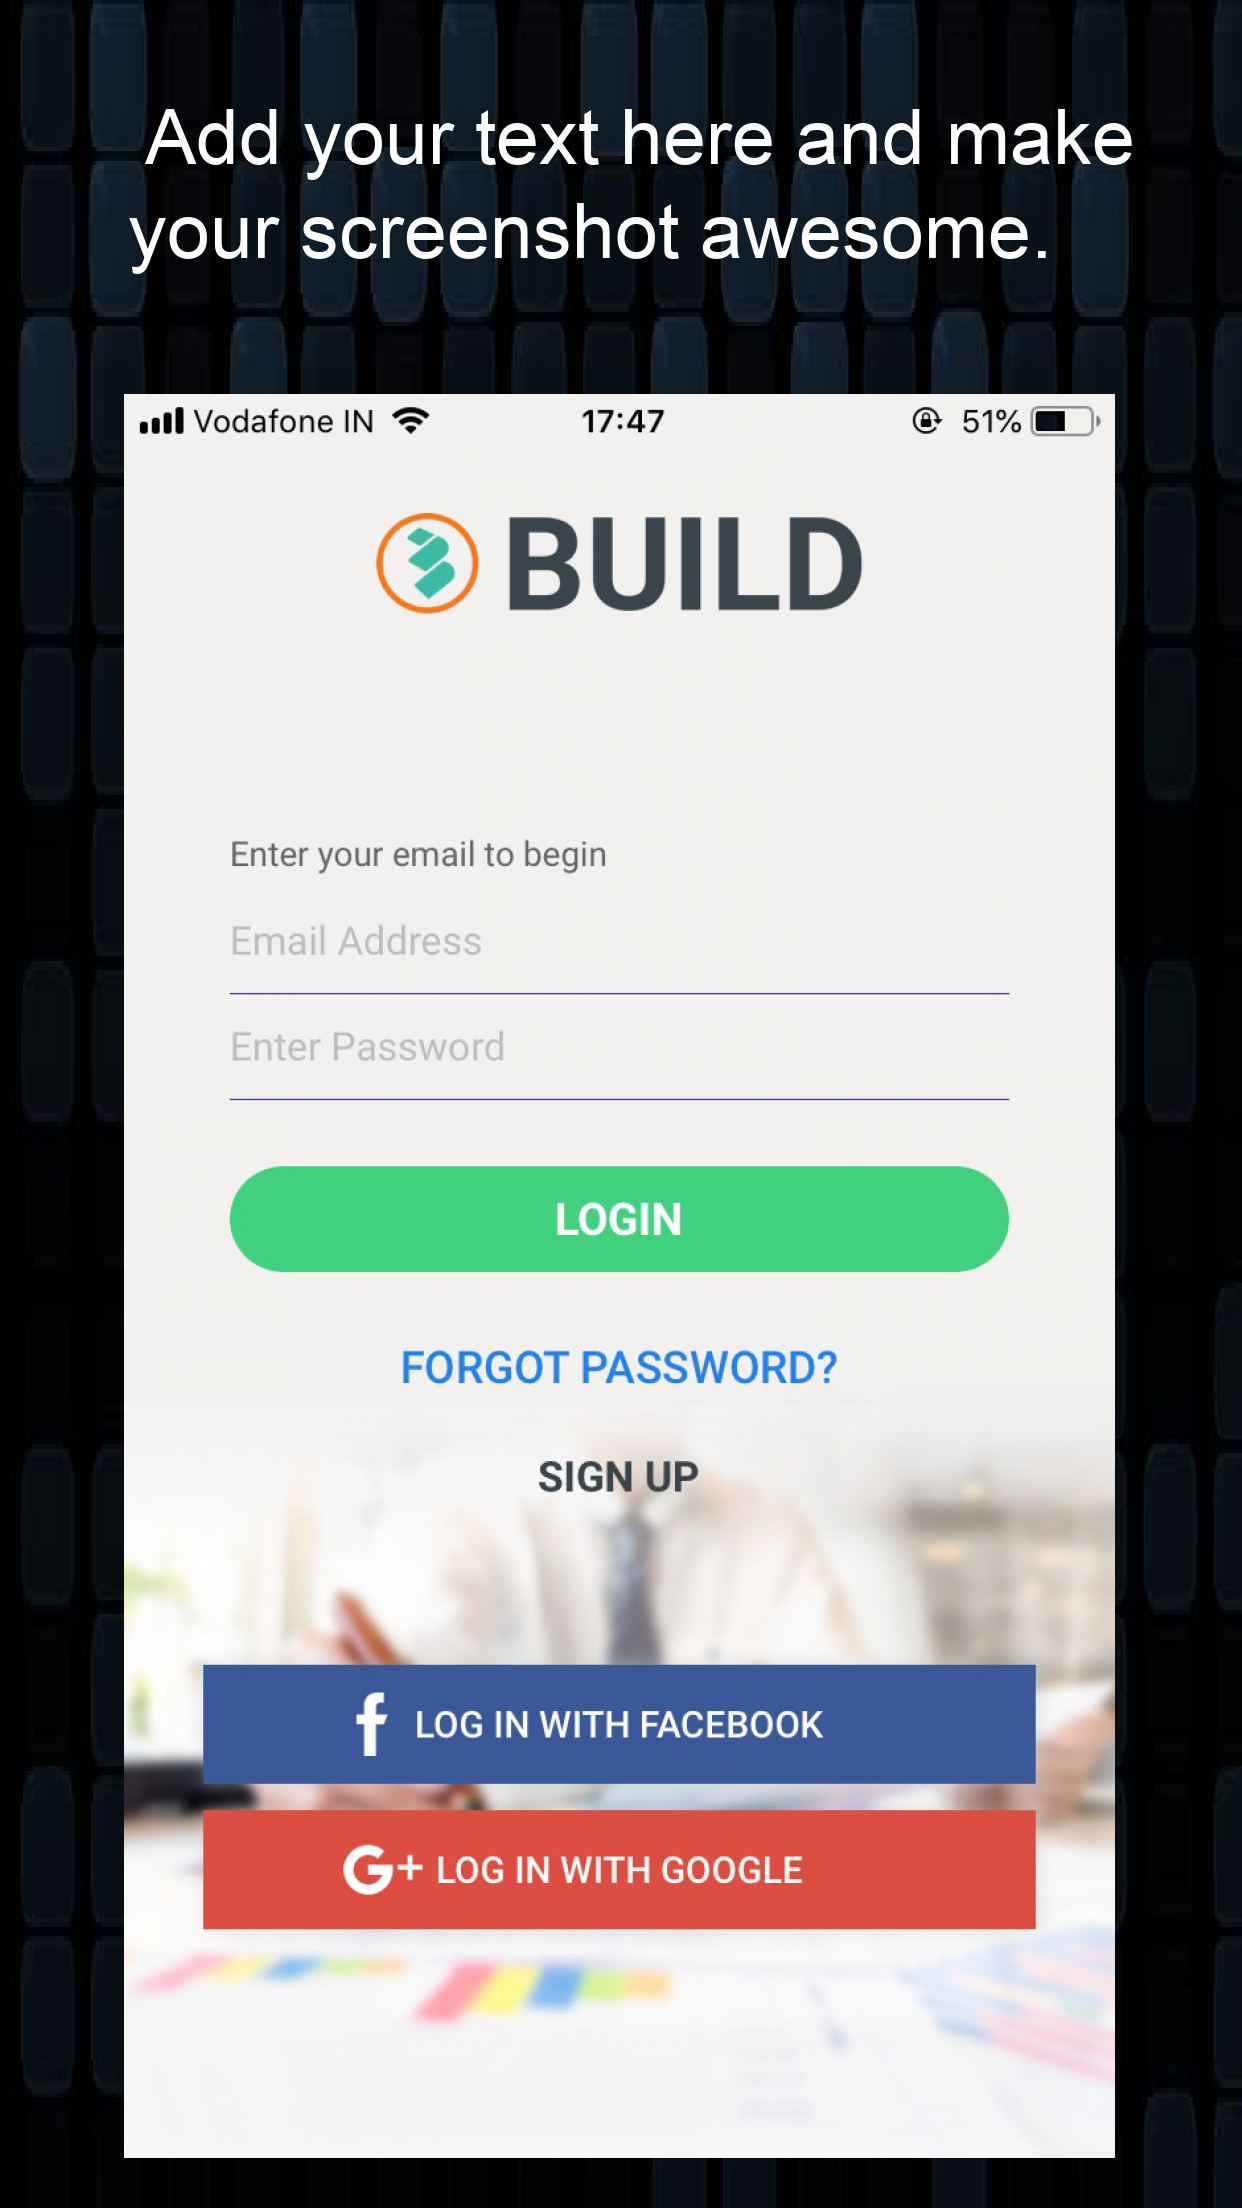 Add your text here and make
your screenshot awesome.
Vodafone IN 17:47 51%
BUILD
Enter your email to begin
Email Address
Enter Password
LOGIN
FORGOT PASSWORD?
SIGN UP
f LOG IN WITH FACEBOOK
G+ LOG IN WITH GOOGLE